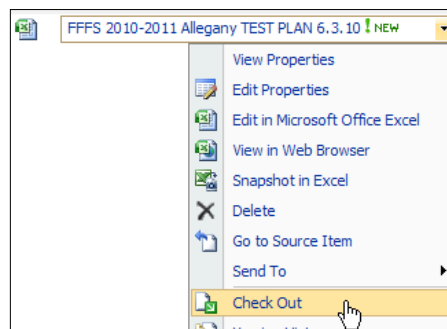 FFFS 2010-2011 Allegany TEST PLAN 6.3.10 ! NEW
View Properties
Edit Properties
Edit in Microsoft Office Excel
View in Web Browser
Snapshot in Excel
Delete
Go to Source Item
Send To
Check Out